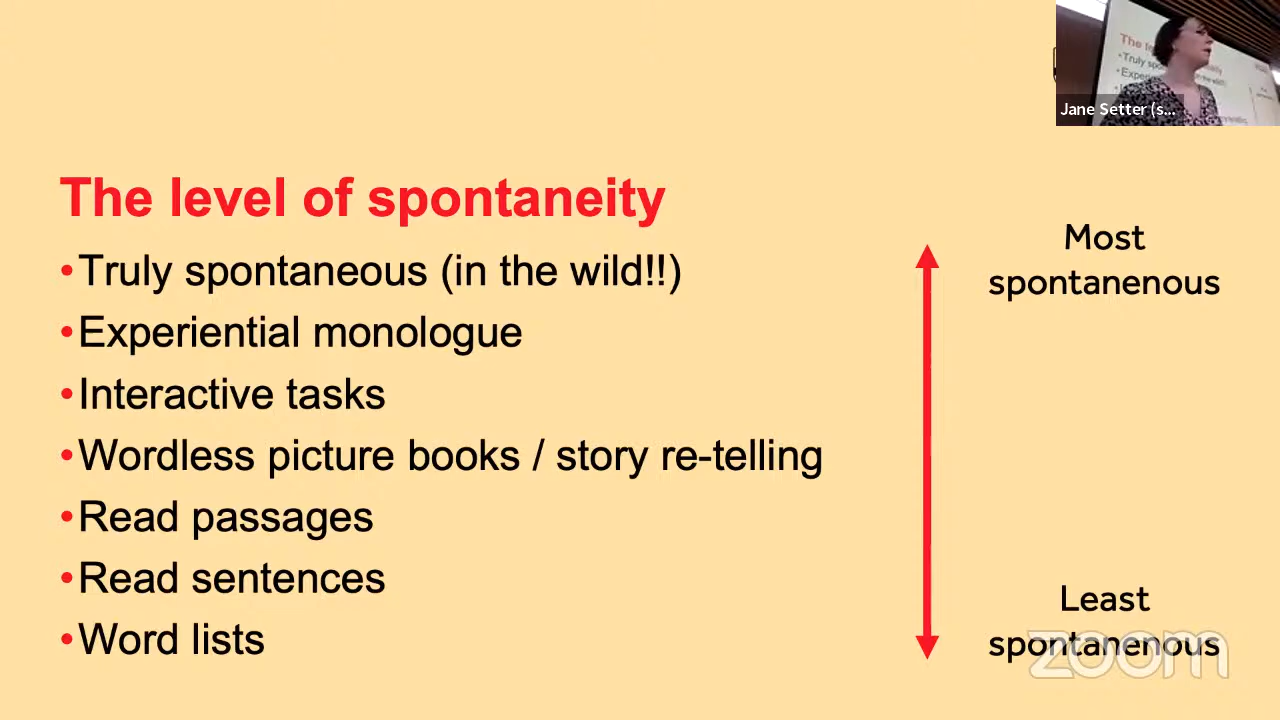 Jane Setter (s...
The level of spontaneity
•Truly spontaneous (in the wild!!)
•Experiential monologue
•Interactive tasks
•Wordless picture books / story re-telling
•Read passages
•Read sentences
•Word lists
Most
spontanenous
Least
spontanenous
zoom